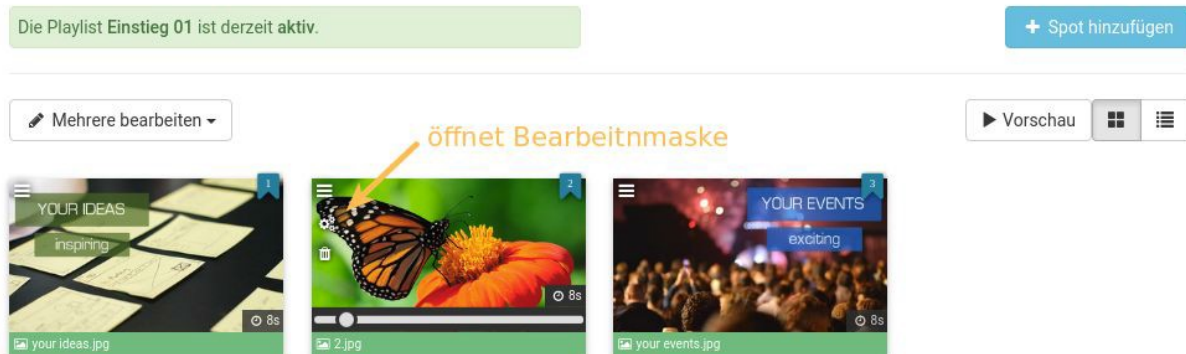 Die Playlist Einstieg 01 ist derzeit aktiv.
Spot hinzufügen
Mehrere bearbeiten
Vorschau
öffnet Bearbeitnmaske
1
2
3
YOUR IDEAS
inspiring
YOUR EVENTS
exciting
8s
8s
8s
your ideas.jpg
2.jpg
your events.jpg